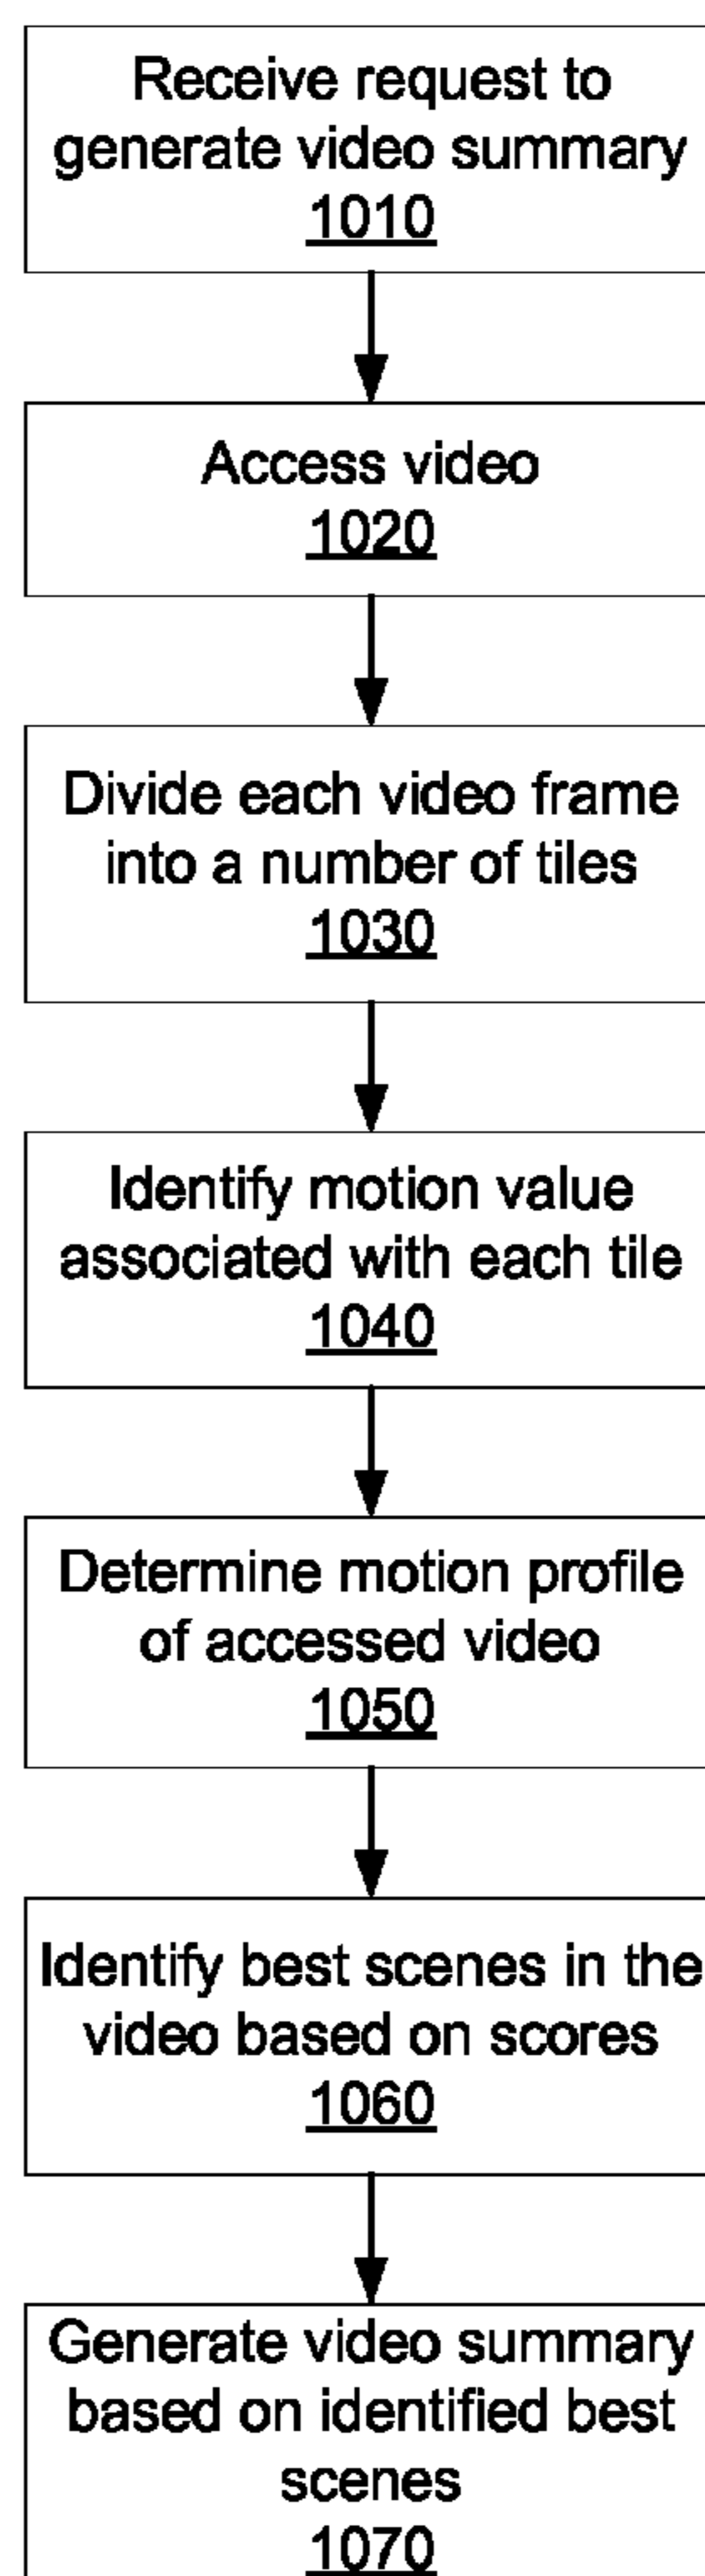 Receive request to
generate video summary
1010
Access video
1020
Divide each video frame
into a number of tiles
1030
Identify motion value
associated with each tile
1040
Determine motion profile
of accessed video
1050
Identify best scenes in the
video based on scores
1060
Generate video summary
based on identified best
scenes
1070